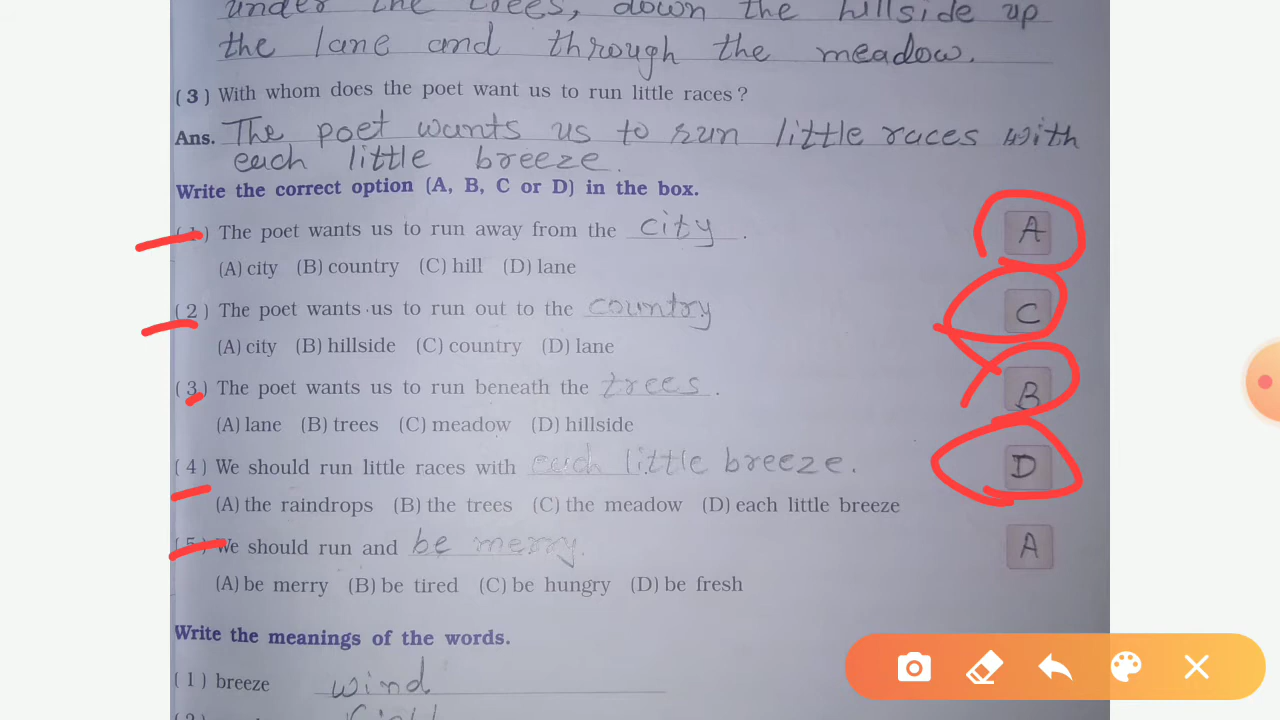 under the trees, down the hillside up
the lane and through the meadow.
(3) With whom does the poet want us to run little races?
Ans. The poet wants us to run little races with
each little breeze.
Write the correct option (A, B, C or D) in the box.
(1) The poet wants us to run away from the city. A
(A) city (B) country (C) hill (D) lane
(2) The poet wants us to run out to the country C
(A) city (B) hillside (C) country (D) lane
(3) The poet wants us to run beneath the trees. B
(A) lane (B) trees (C) meadow (D) hillside
(4) We should run little races with each little breeze. D
(A) the raindrops (B) the trees (C) the meadow (D) each little breeze
(5) We should run and be merry. A
(A) be merry (B) be tired (C) be hungry (D) be fresh
Write the meanings of the words.
(1) breeze wind